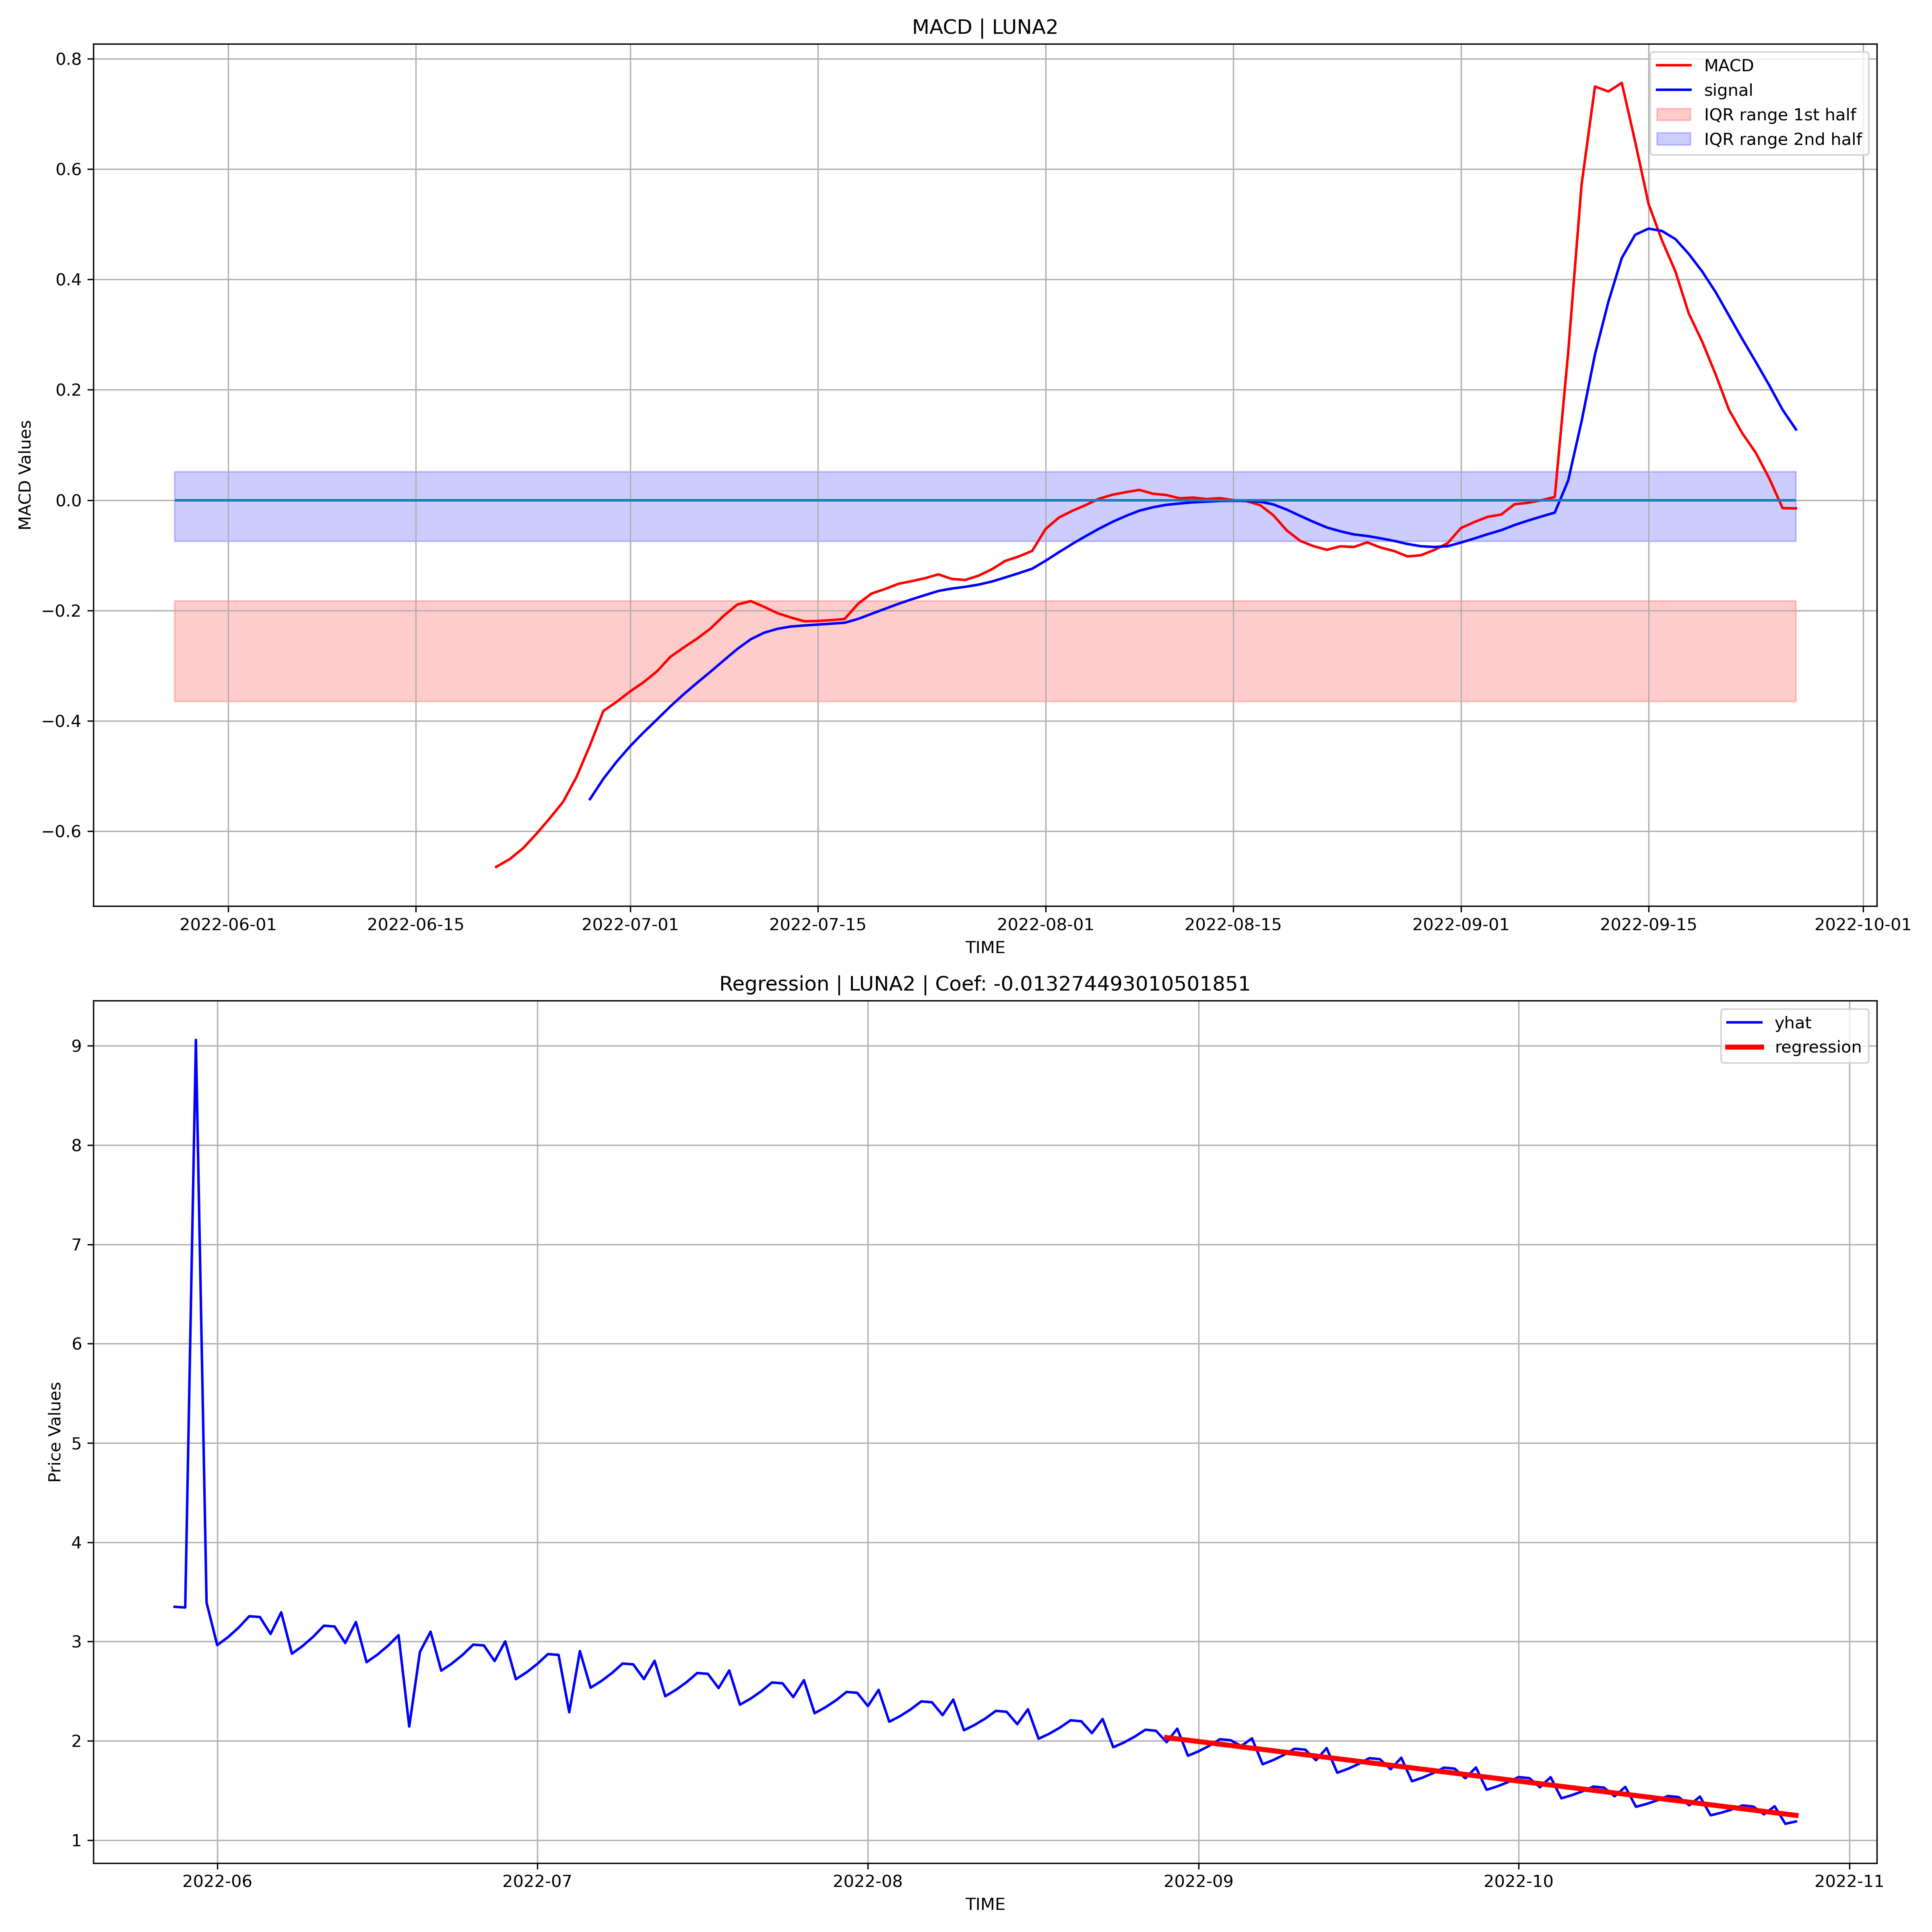 MACD | LUNA2
MACD
signal
IQR range 1st half
IQR range 2nd half
0.8
0.6
0.4
0.2
0.0
−0.2
−0.4
−0.6
MACD Values
2022-06-01 2022-06-15 2022-07-01 2022-07-15 2022-08-01 2022-08-15 2022-09-01 2022-09-15 2022-10-01
TIME
Regression | LUNA2 | Coef: -0.013274493010501851
yhat
regression
9
8
7
6
5
4
3
2
1
Price Values
2022-06 2022-07 2022-08 2022-09 2022-10 2022-11
TIME